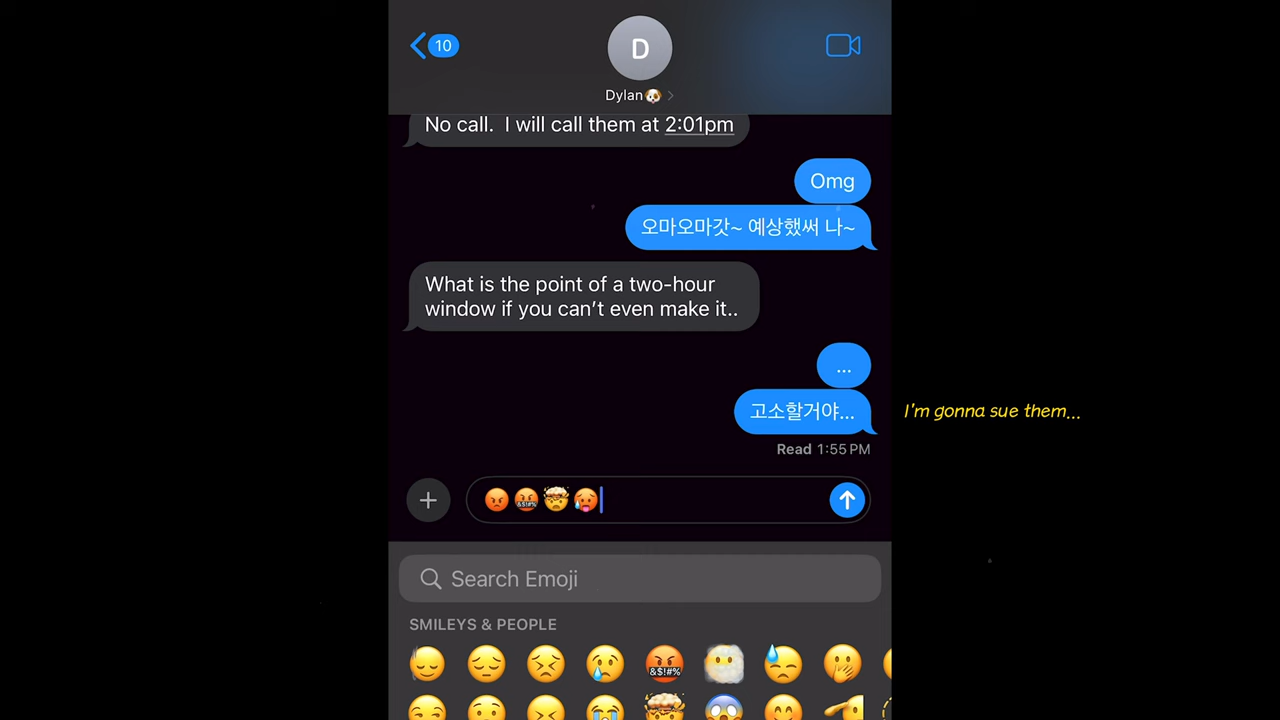 10
D
Dylan🐶
No call.  I will call them at 2:01pm
Omg
오마오마갓~ 예상했써 나~
What is the point of a two-hour
window if you can't even make it..
...
고소할거야...
I'm gonna sue them...
Read 1:55 PM
😡🤬🤯🥵
Search Emoji
SMILEYS & PEOPLE
&$!#%